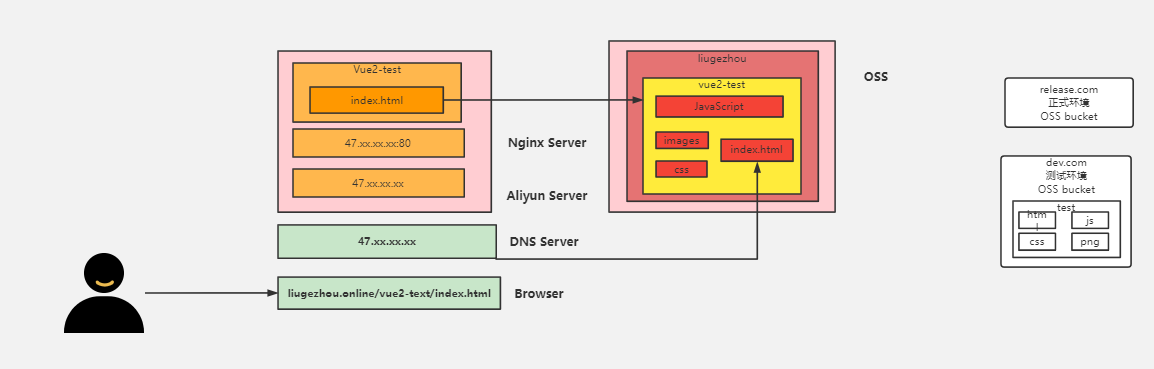 Vue2-test
index.html
47.xx.xx.xx:80
47.xx.xx.xx
Nginx Server
Aliyun Server
47.xx.xx.xx
DNS Server
liugezhou.online/vue2-text/index.html
Browser
liugezhou
vue2-test
JavaScript
images
index.html
css
OSS
release.com
正式环境
OSS bucket
dev.com
测试环境
OSS bucket
test
htm
l
js
css
png